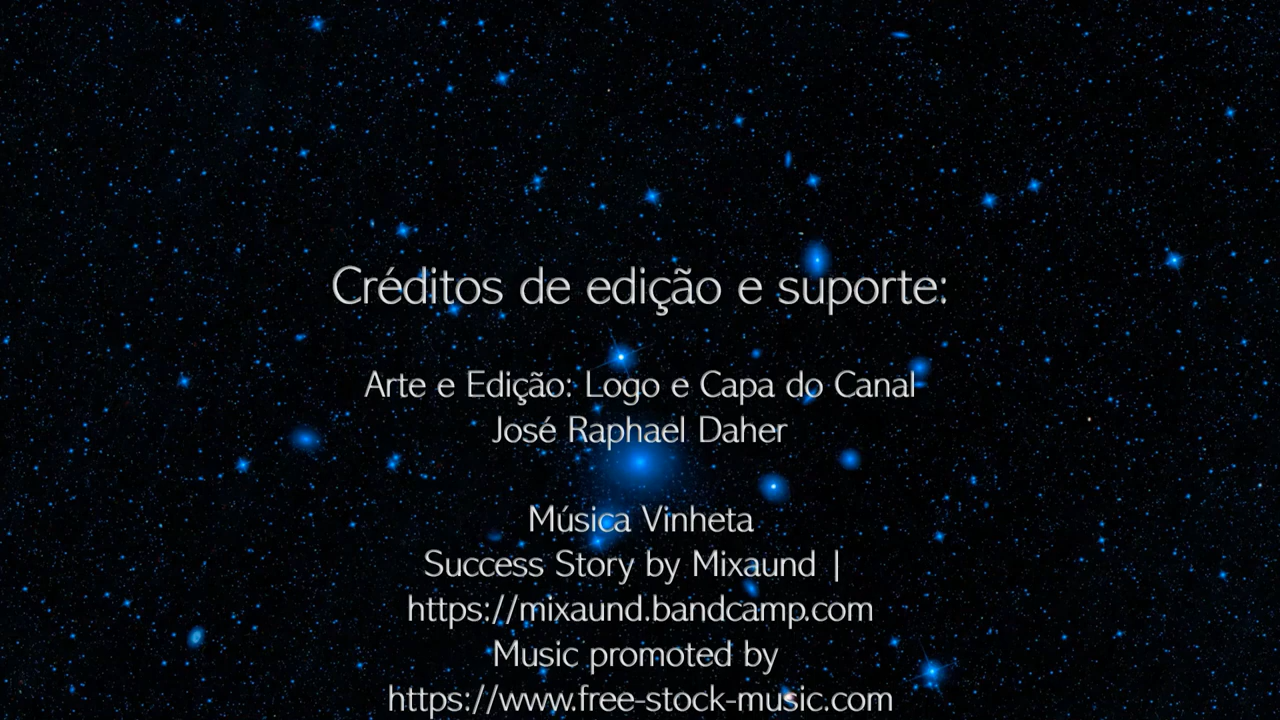 Créditos de edição e suporte:
Arte e Edição: Logo e Capa do Canal
José Raphael Daher
Música Vinheta
Success Story by Mixaund |
https://mixaund.bandcamp.com
Music promoted by
https://www.free-stock-music.com